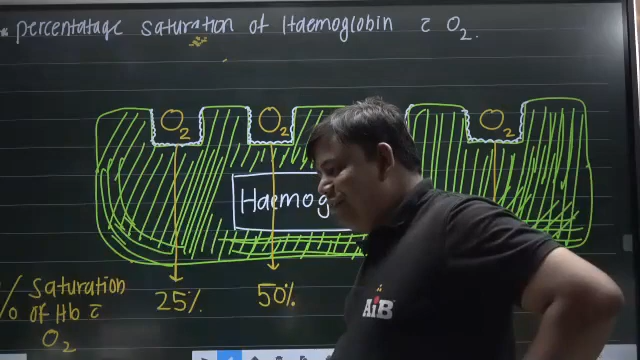 percentatage saturation of Haemoglobin c̄ O₂.
O₂ O₂ O₂
Haemog
% saturation
of Hb c̄
O₂
25% 50%
AiB